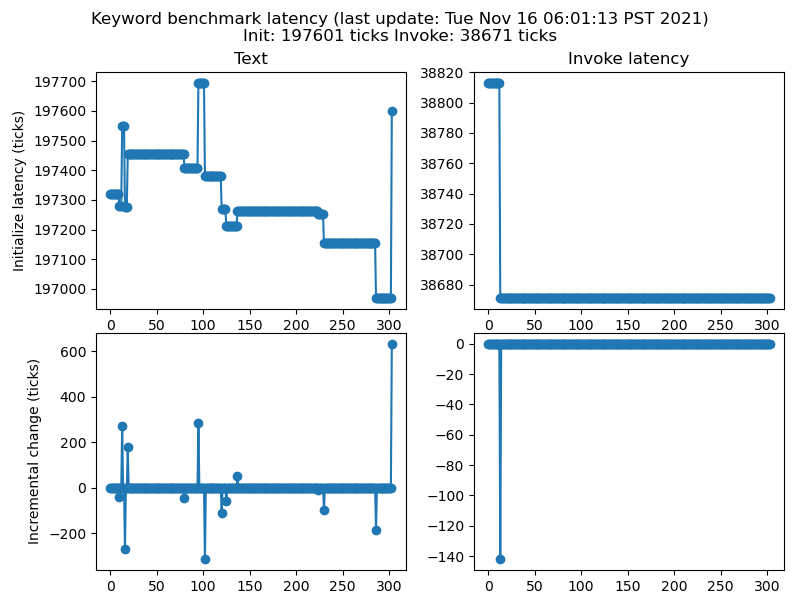 Keyword benchmark latency (last update: Tue Nov 16 06:01:13 PST 2021)
Init: 197601 ticks Invoke: 38671 ticks
Text
Invoke latency
Initialize latency (ticks)
197700
197600
197500
197400
197300
197200
197100
197000
0 50 100 150 200 250 300
38820
38800
38780
38760
38740
38720
38700
38680
0 50 100 150 200 250 300
Incremental change (ticks)
600
400
200
0
−200
0 50 100 150 200 250 300
0
−20
−40
−60
−80
−100
−120
−140
0 50 100 150 200 250 300